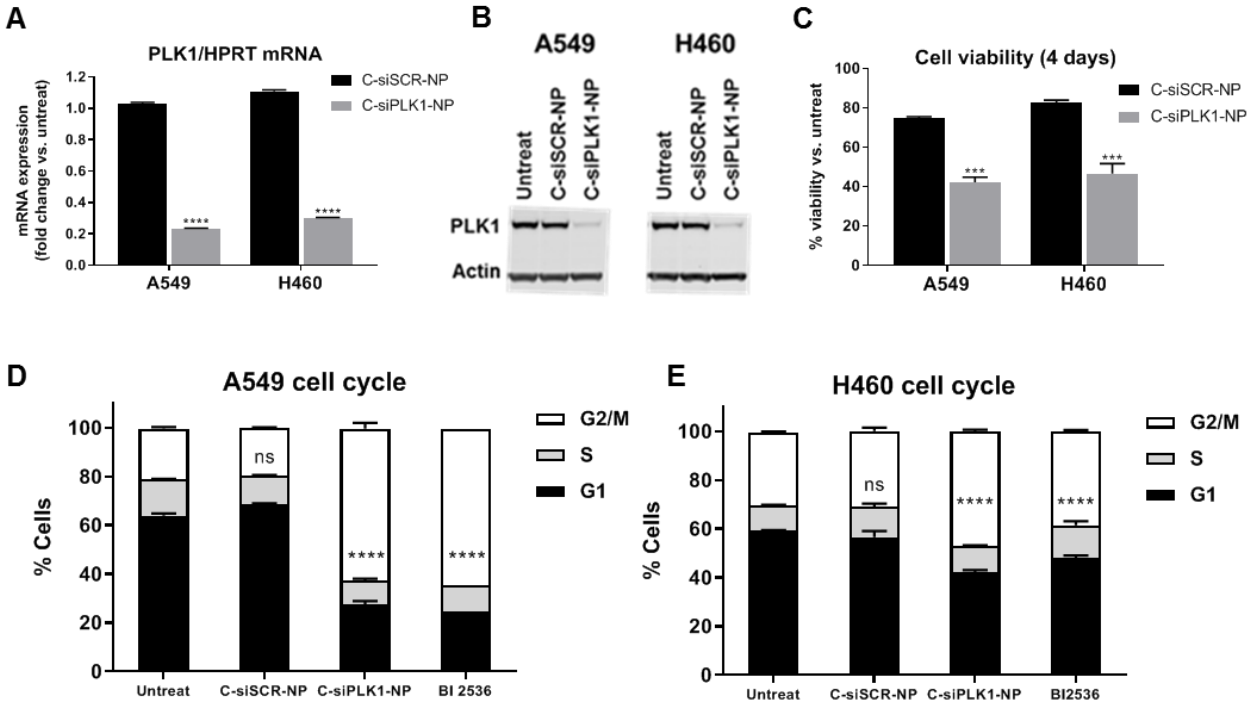 A
PLK1/HPRT mRNA
mRNA expression
(fold change vs. untreat)
1.2
1.0
0.8
0.6
0.4
0.2
0.0
C-siSCR-NP
C-siPLK1-NP
****
****
A549
H460
B
A549
H460
Untreat
C-siSCR-NP
C-siPLK1-NP
Untreat
C-siSCR-NP
C-siPLK1-NP
PLK1
Actin
C
Cell viability (4 days)
% viability vs. untreat
100
80
60
40
20
0
C-siSCR-NP
C-siPLK1-NP
***
***
A549
H460
D
A549 cell cycle
% Cells
100
80
60
40
20
0
ns
****
****
G2/M
S
G1
Untreat
C-siSCR-NP
C-siPLK1-NP
BI 2536
E
H460 cell cycle
% Cells
100
80
60
40
20
0
ns
****
****
G2/M
S
G1
Untreat
C-siSCR-NP
C-siPLK1-NP
BI2536